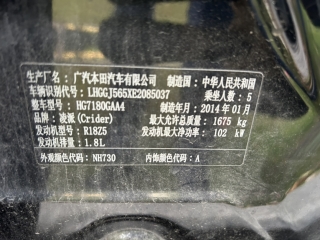 生产厂名：广汽本田汽车有限公司 制造国：中华人民共和国
车辆识别代号：LHGGJ565XE2085037 乘坐人数：5
整车型号：HG7180GAA4 制造年月：2014年01月
品牌：凌派(Crider) 最大允许总质量：1675 kg
发动机型号：R18Z5 发动机最大净功率：102 kW
发动机排量：1.8L
外观颜色代码：NH730 内饰颜色代码：A